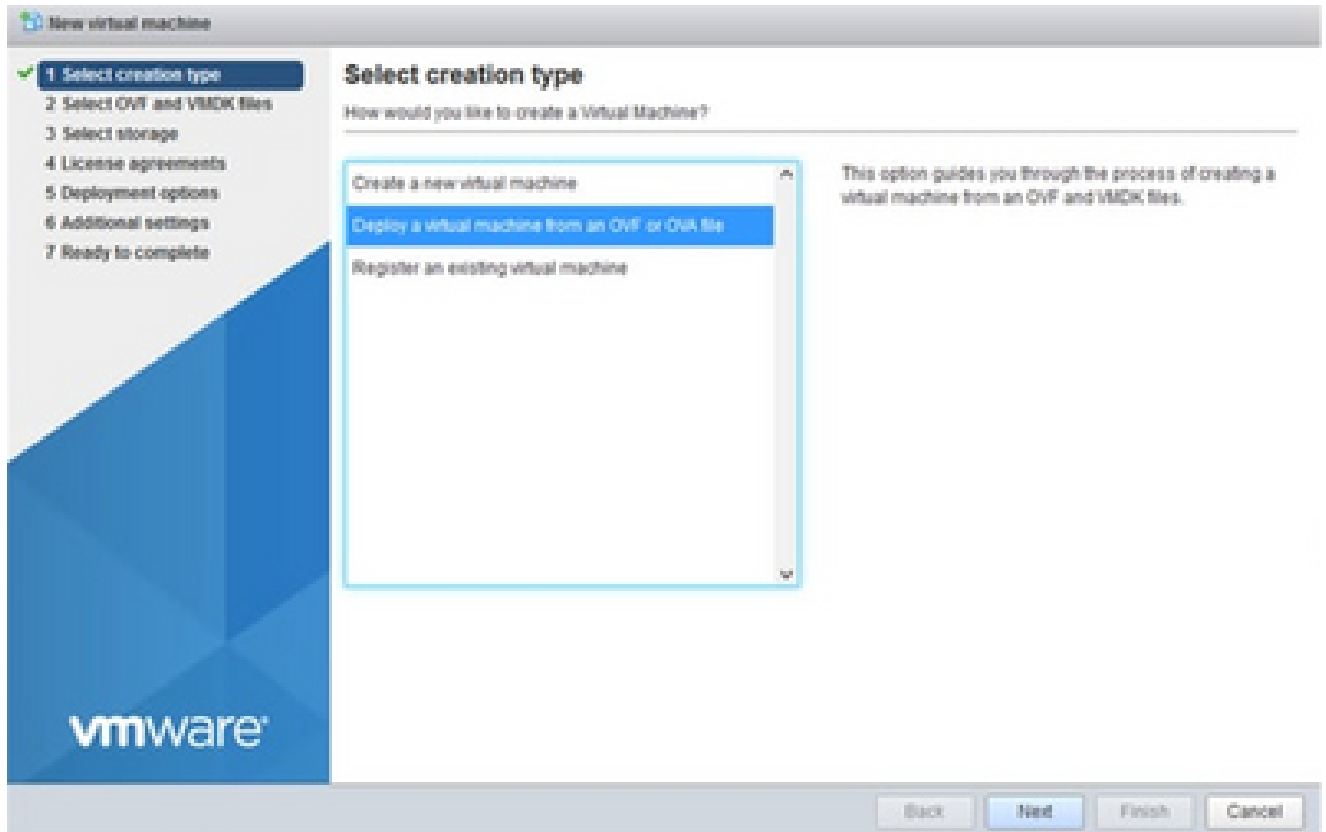 New virtual machine
1 Select creation type
2 Select OVF and VMDK files
3 Select storage
4 License agreements
5 Deployment options
6 Additional settings
7 Ready to complete
Select creation type
How would you like to create a Virtual Machine?
Create a new virtual machine
Deploy a virtual machine from an OVF or OVA file
Register an existing virtual machine
This option guides you through the process of creating a
virtual machine from an OVF and VMDK files.
vmware
Back
Next
Finish
Cancel